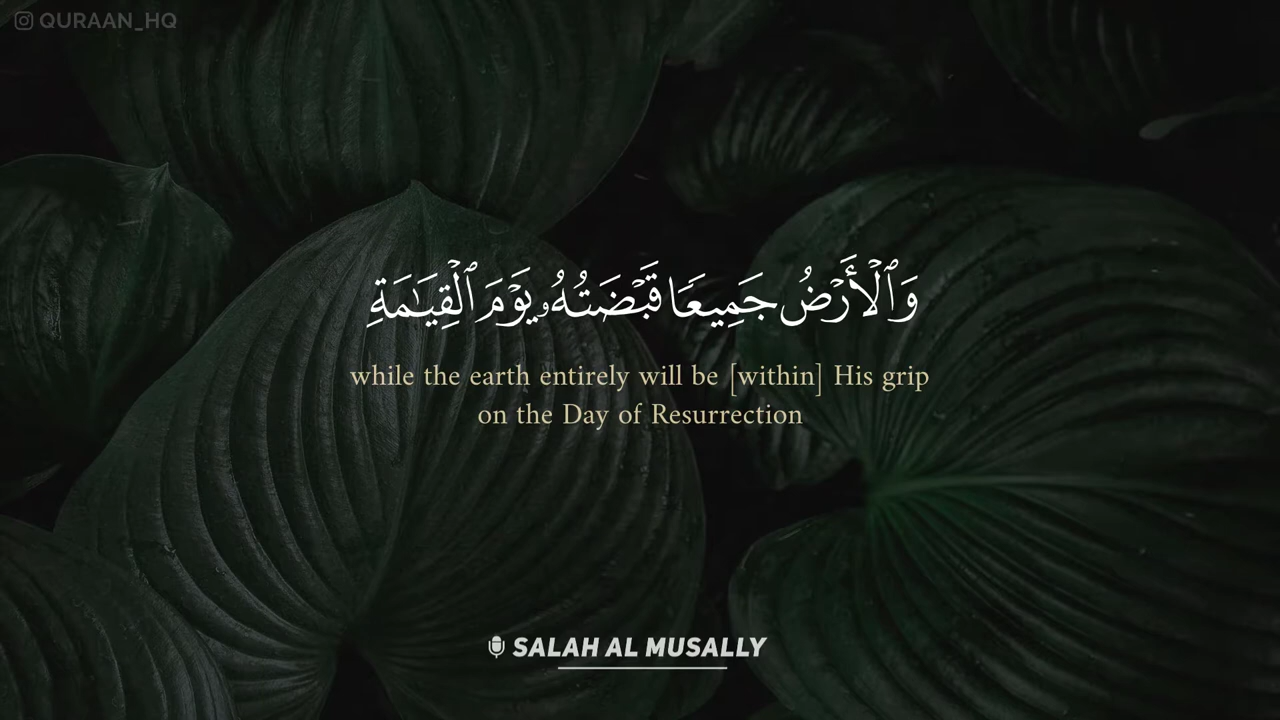 QURAAN_HQ
وَٱلْأَرْضُ جَمِيعًا قَبْضَتُهُۥ يَوْمَ ٱلْقِيَـٰمَةِ
while the earth entirely will be [within] His grip
on the Day of Resurrection
SALAH AL MUSALLY